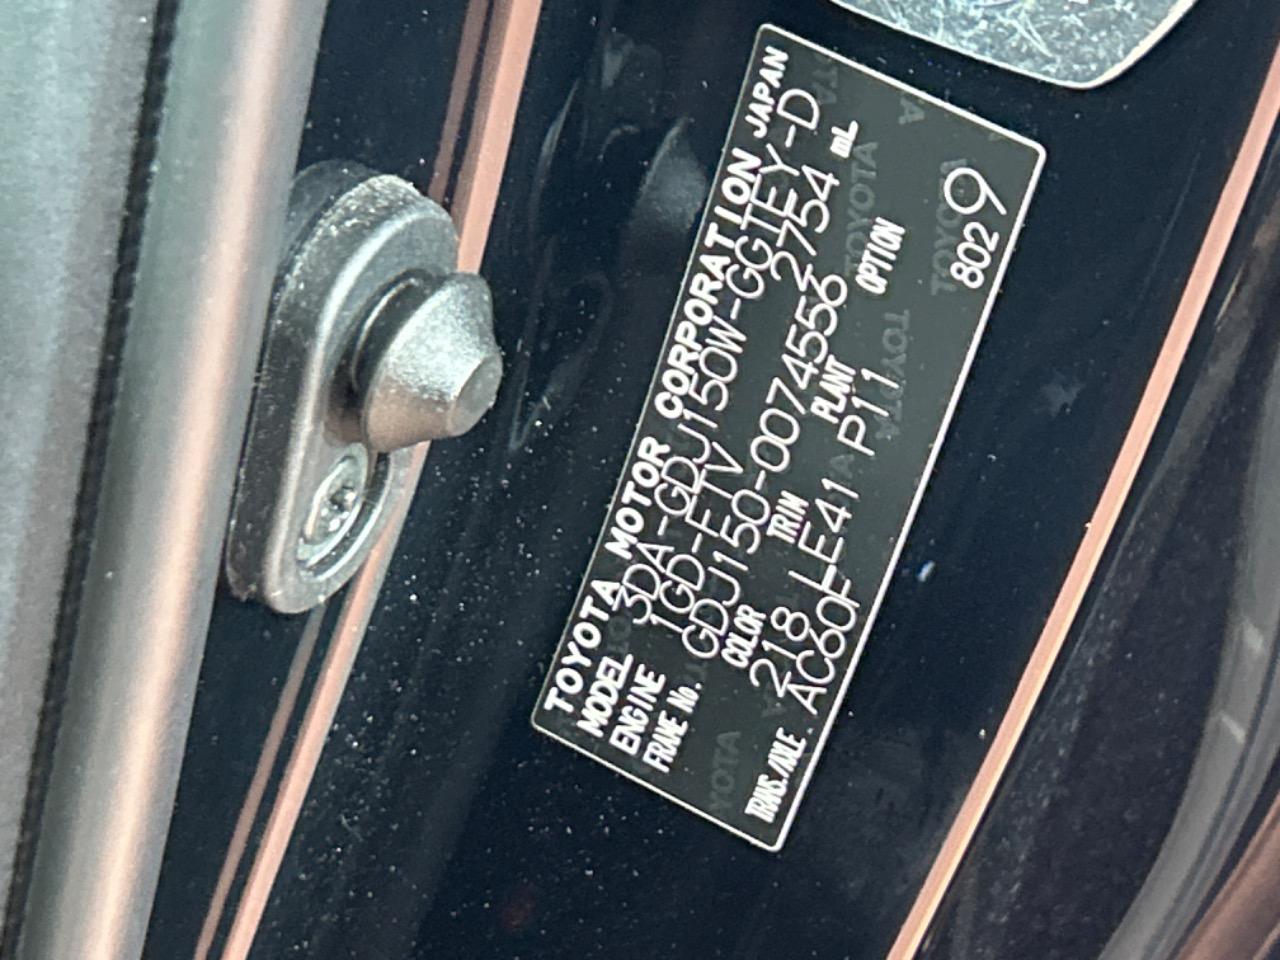 TOYOTA MOTOR CORPORATION JAPAN
MODEL 3DA-GDJ150W-GGTEY-D
ENGINE 1GD-FTV 2754 mL
FRAME No. GDJ150-0074556
COLOR TRIM PLANT OPTION
218 LE41 P11
TRANS./AXLE AC60F
8029